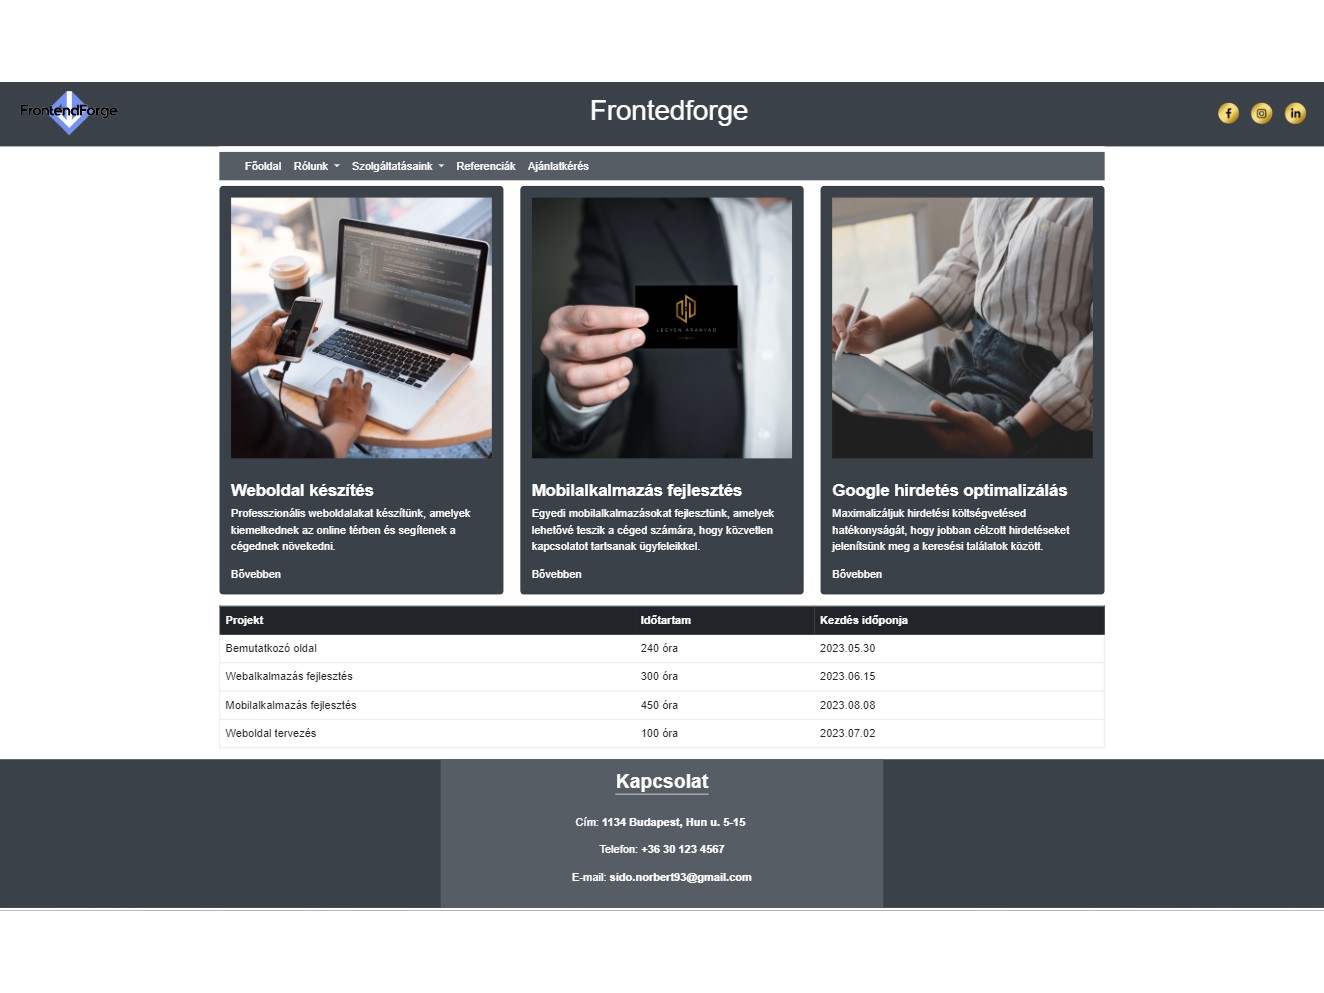 FrontendForge
Frontedforge
Főoldal Rólunk Szolgáltatásaink Referenciák Ajánlatkérés
LEGYEN ARANYAD
Weboldal készítés
Professzionális weboldalakat készítünk, amelyek
kiemelkednek az online térben és segítenek a
cégednek növekedni.
Bővebben
Mobilalkalmazás fejlesztés
Egyedi mobilalkalmazásokat fejlesztünk, amelyek
lehetővé teszik a céged számára, hogy közvetlen
kapcsolatot tartsanak ügyfeleikkel.
Bővebben
Google hirdetés optimalizálás
Maximalizáljuk hirdetési költségvetésed
hatékonyságát, hogy jobban célzott hirdetéseket
jelenítsünk meg a keresési találatok között.
Bővebben
Projekt Időtartam Kezdés időponja
Bemutatkozó oldal 240 óra 2023.05.30
Webalkalmazás fejlesztés 300 óra 2023.06.15
Mobilalkalmazás fejlesztés 450 óra 2023.08.08
Weboldal tervezés 100 óra 2023.07.02
Kapcsolat
Cím: 1134 Budapest, Hun u. 5-15
Telefon: +36 30 123 4567
E-mail: sido.norbert93@gmail.com